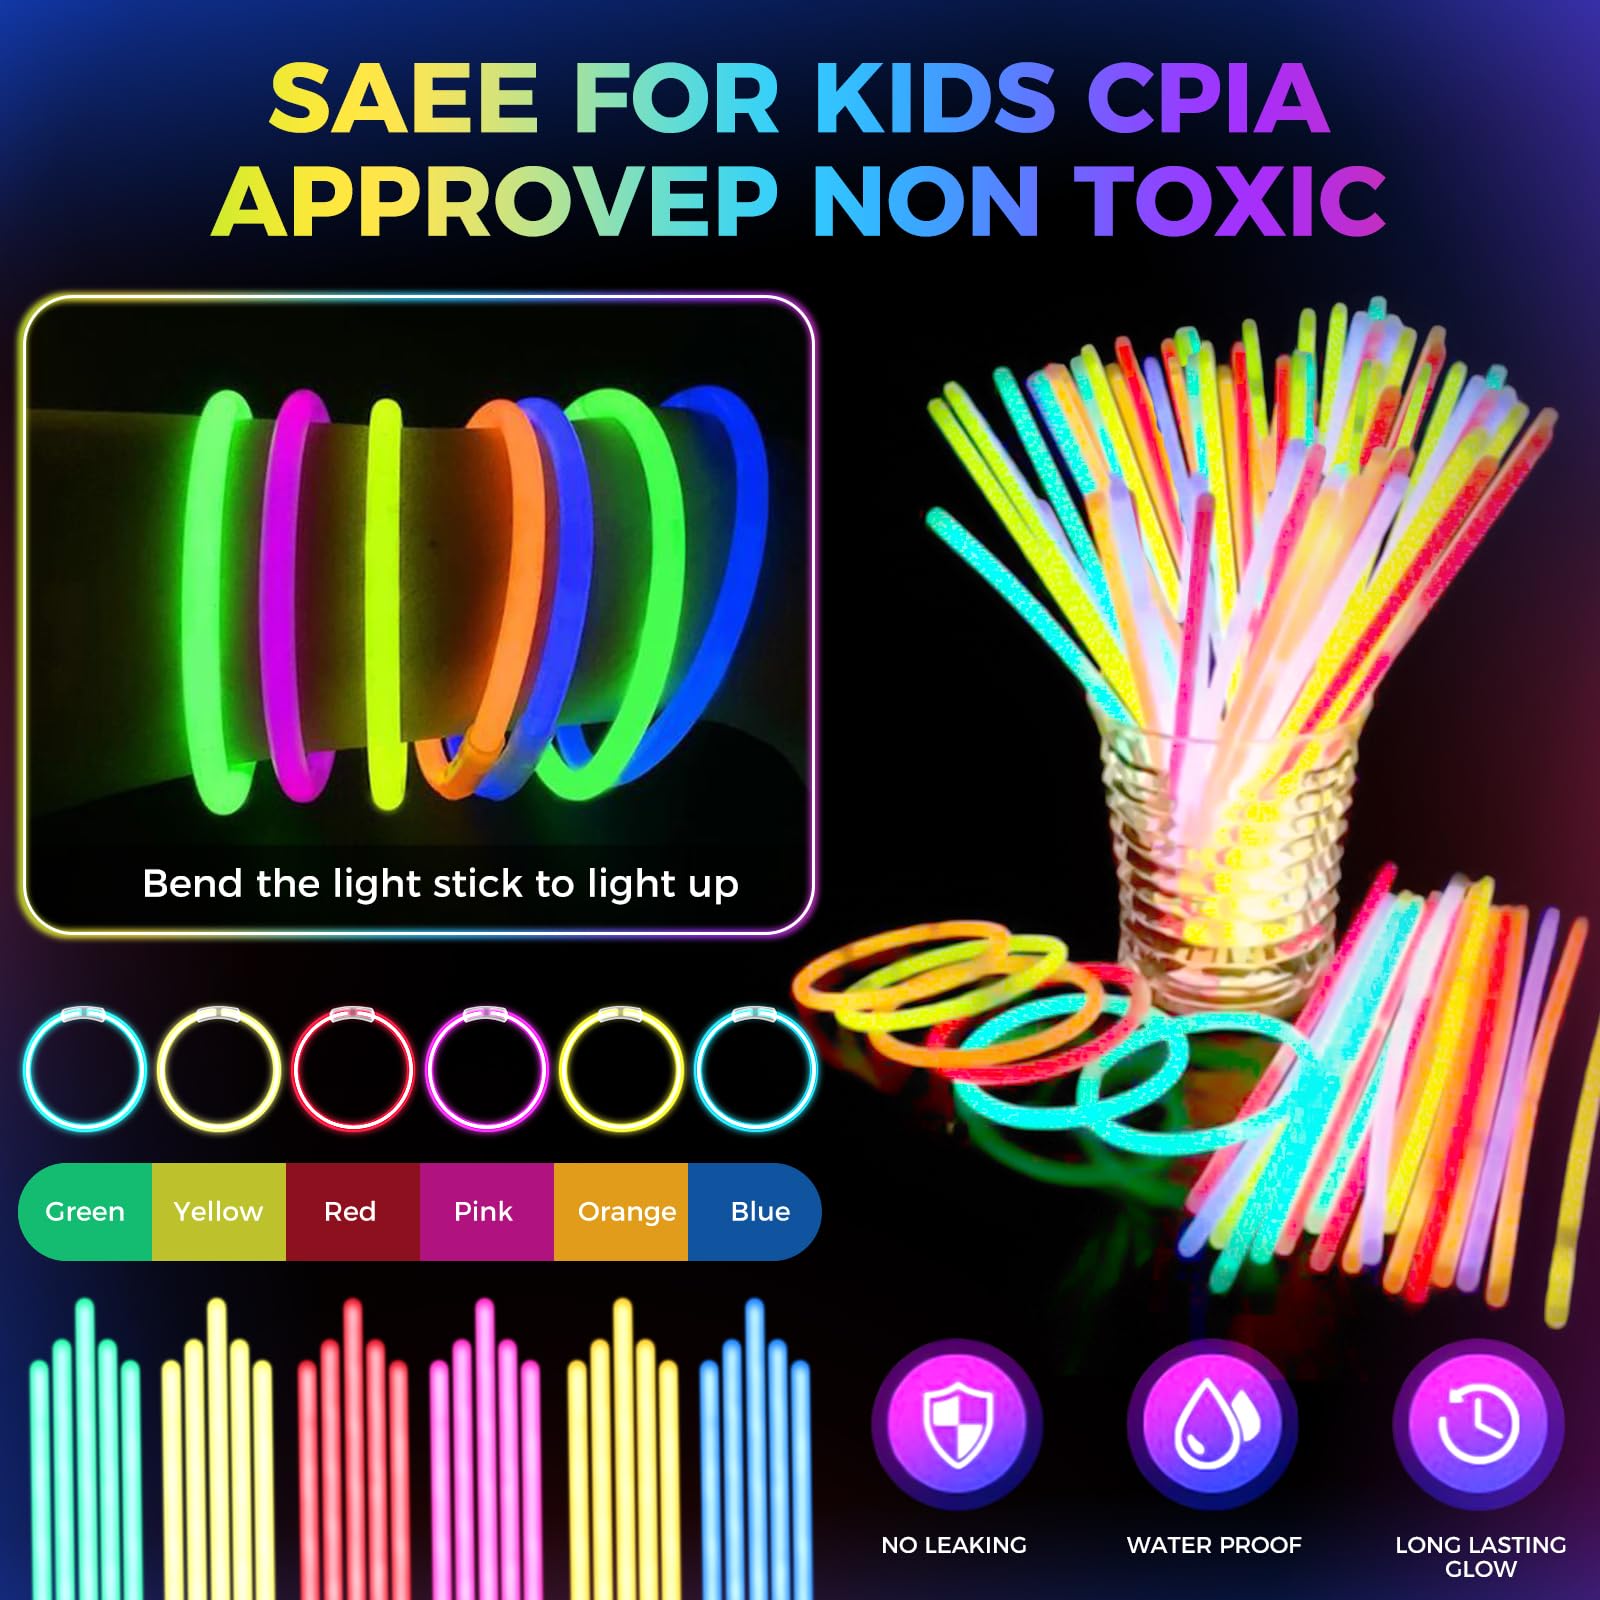 SAEE FOR KIDS CPIA
APPROVEP NON TOXIC
Bend the light stick to light up
Green Yellow Red Pink Orange Blue
NO LEAKING
WATER PROOF
LONG LASTING
GLOW